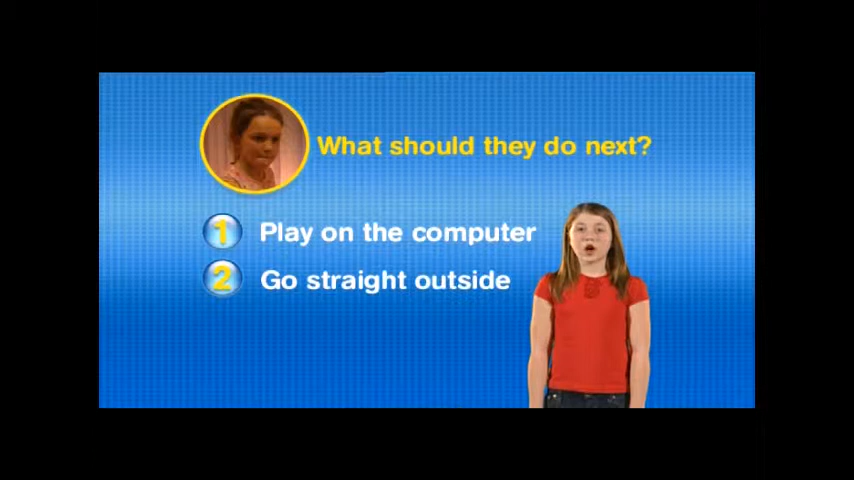 What should they do next?
1 Play on the computer
2 Go straight outside